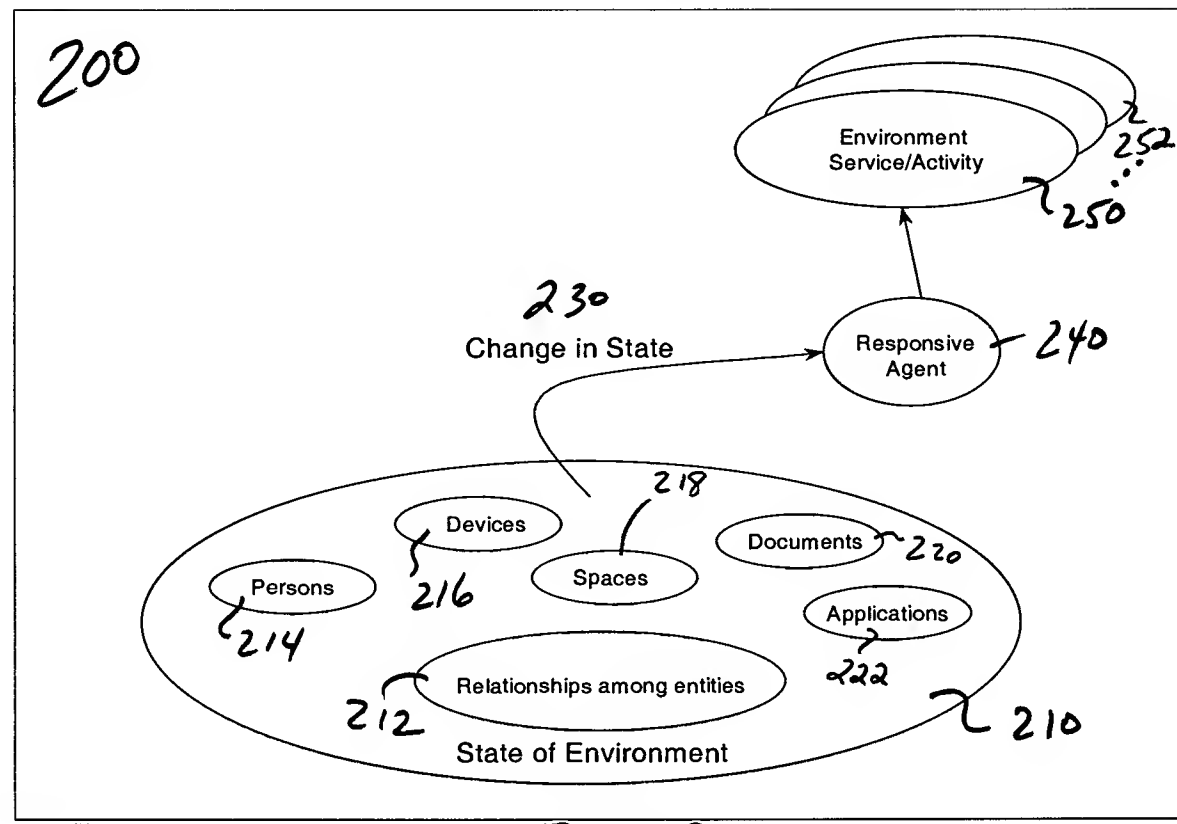 200
Environment
Service/Activity
252
250
230
Change in State
Responsive
Agent
240
218
Devices
Documents
220
Persons
216
Spaces
214
Applications
222
Relationships among entities
212
210
State of Environment